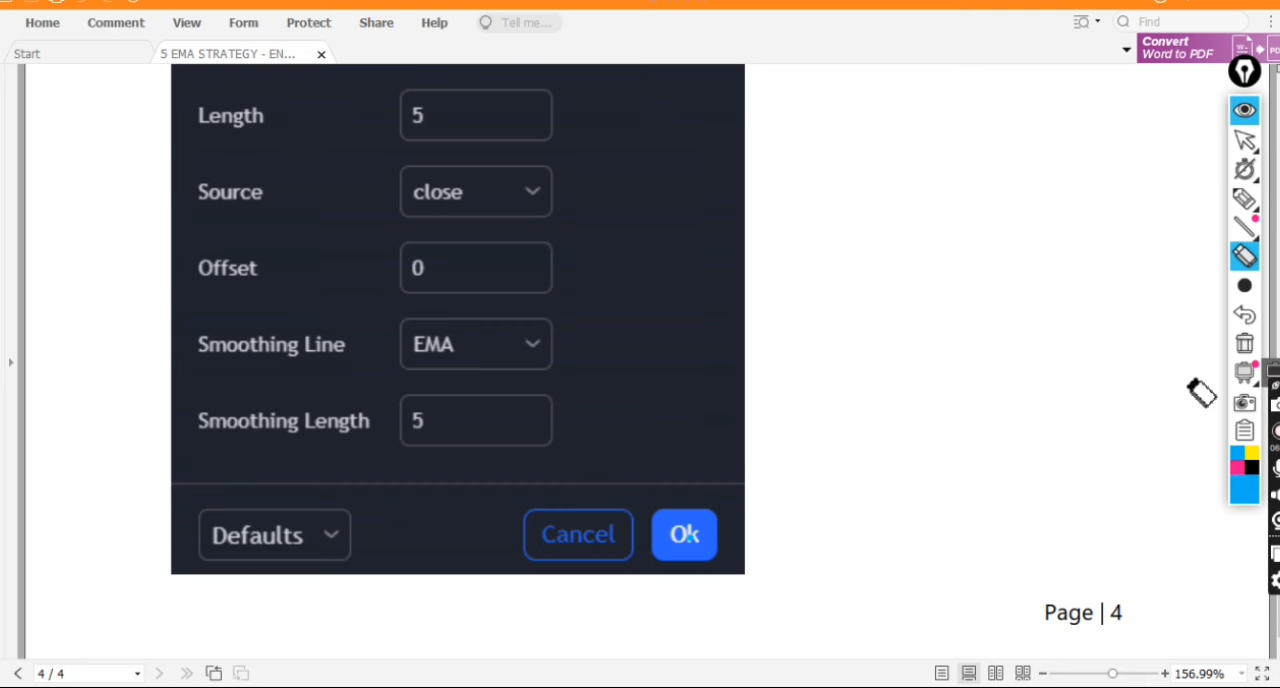 Home Comment View Form Protect Share Help Tell me... Find
Start 5 EMA STRATEGY - EN... Convert
Word to PDF
Length 5
Source close
Offset 0
Smoothing Line EMA
Smoothing Length 5
Defaults Cancel Ok
Page | 4
4 / 4 156.99%